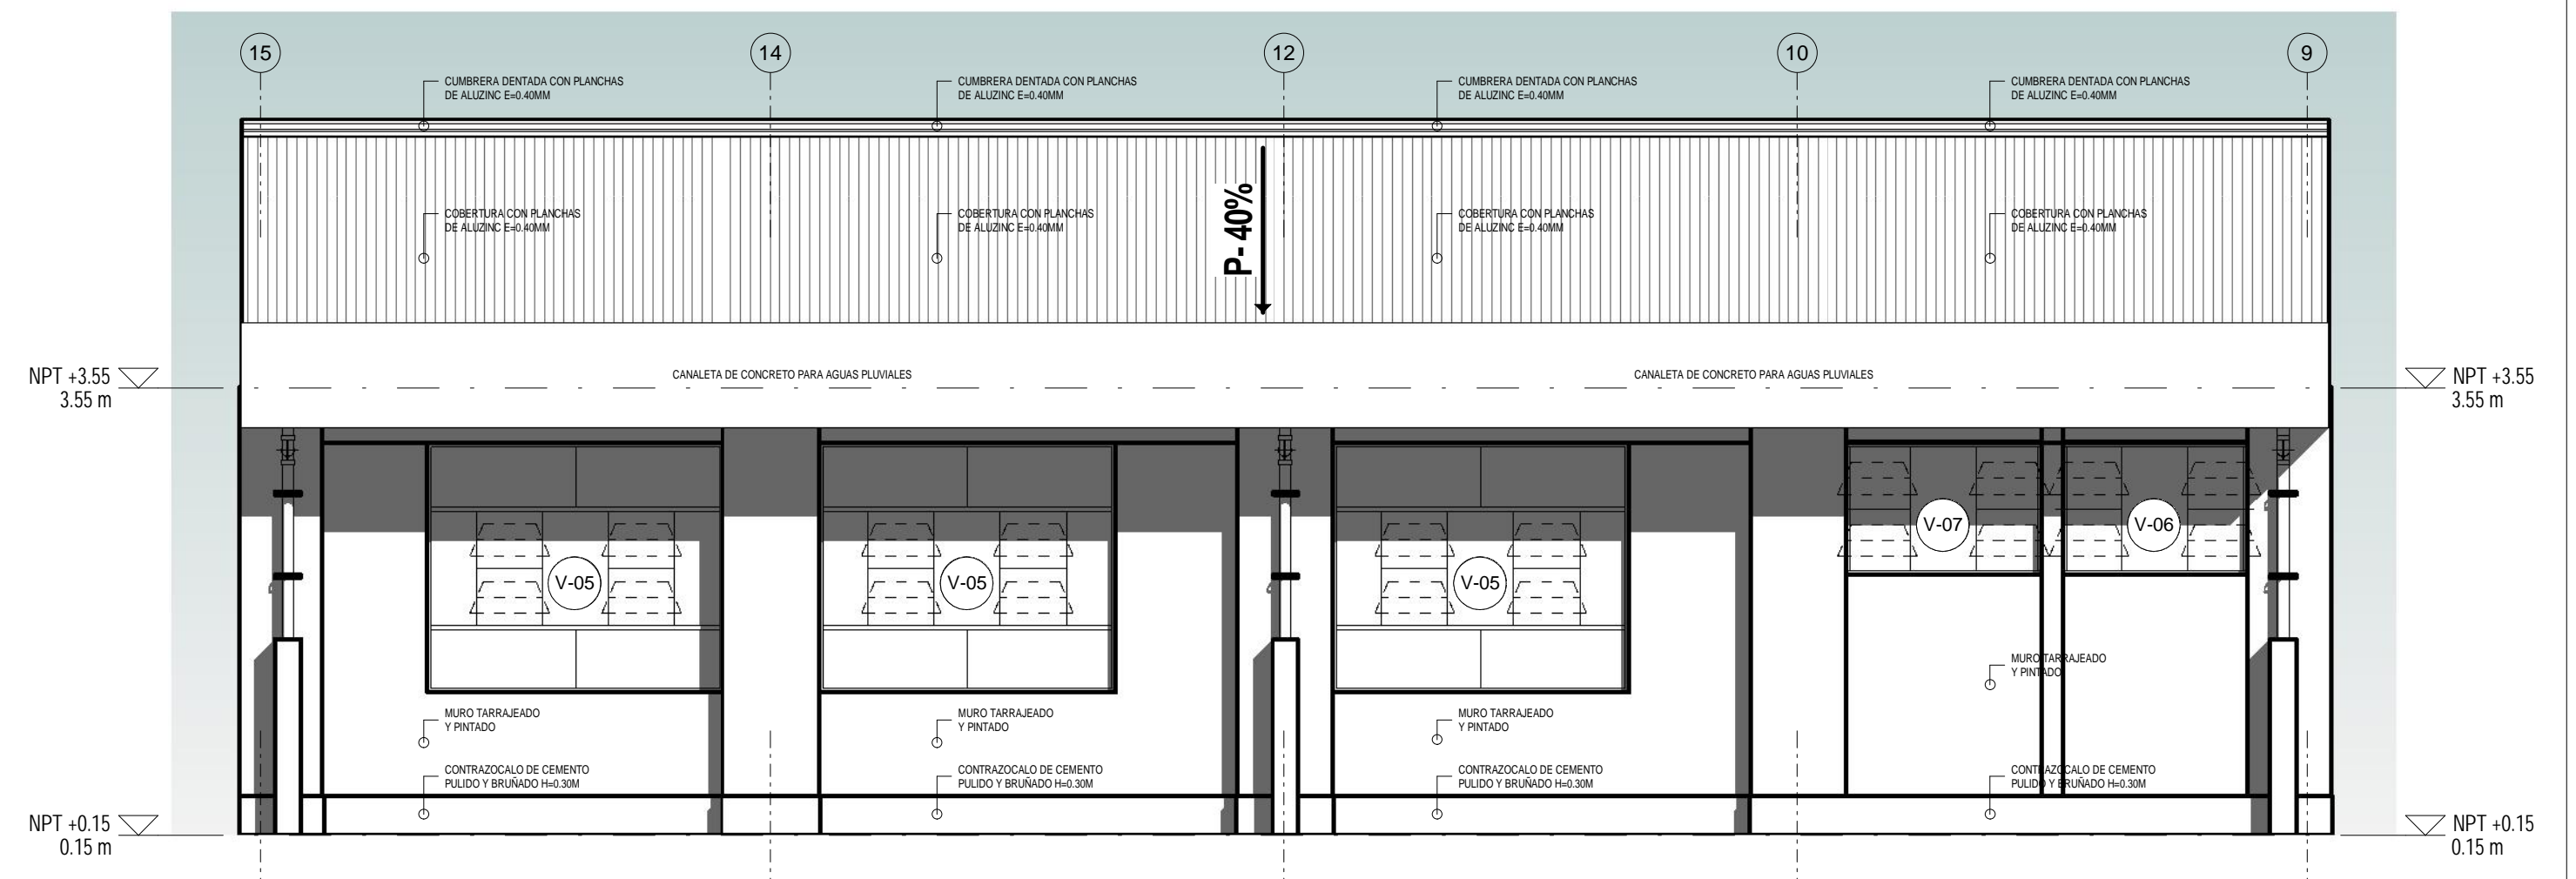 15
14
12
10
9
CUMBRERA DENTADA CON PLANCHAS
DE ALUZINC E=0.40MM
CUMBRERA DENTADA CON PLANCHAS
DE ALUZINC E=0.40MM
CUMBRERA DENTADA CON PLANCHAS
DE ALUZINC E=0.40MM
CUMBRERA DENTADA CON PLANCHAS
DE ALUZINC E=0.40MM
COBERTURA CON PLANCHAS
DE ALUZINC E=0.40MM
COBERTURA CON PLANCHAS
DE ALUZINC E=0.40MM
P- 40%
COBERTURA CON PLANCHAS
DE ALUZINC E=0.40MM
COBERTURA CON PLANCHAS
DE ALUZINC E=0.40MM
NPT +3.55
3.55 m
CANALETA DE CONCRETO PARA AGUAS PLUVIALES
CANALETA DE CONCRETO PARA AGUAS PLUVIALES
NPT +3.55
3.55 m
V-05
V-05
V-05
V-07
V-06
MURO TARRAJEADO
Y PINTADO
MURO TARRAJEADO
Y PINTADO
MURO TARRAJEADO
Y PINTADO
MURO TARRAJEADO
Y PINTADO
CONTRAZOCALO DE CEMENTO
PULIDO Y BRUÑADO H=0.30M
CONTRAZOCALO DE CEMENTO
PULIDO Y BRUÑADO H=0.30M
CONTRAZOCALO DE CEMENTO
PULIDO Y BRUÑADO H=0.30M
CONTRAZOCALO DE CEMENTO
PULIDO Y BRUÑADO H=0.30M
NPT +0.15
0.15 m
NPT +0.15
0.15 m